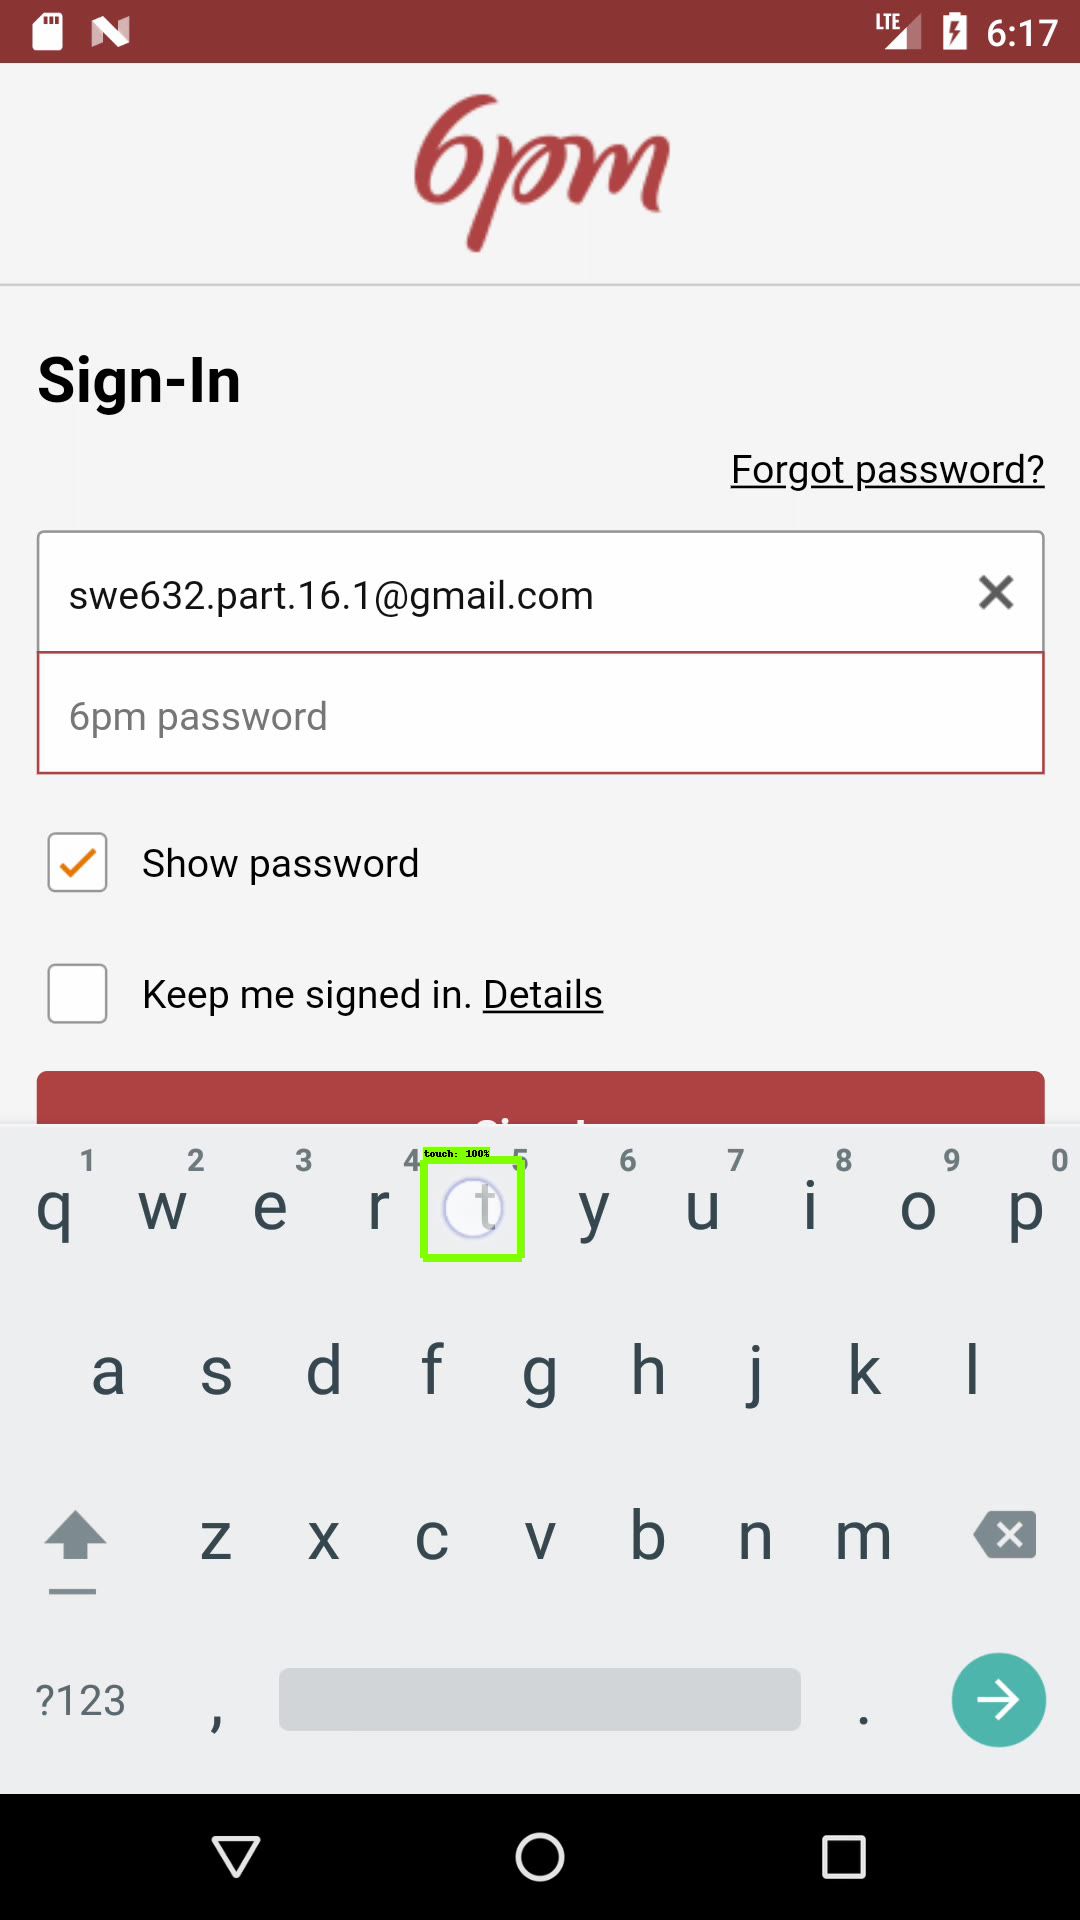 LTE 6:17
6pm
Sign-In
Forgot password?
swe632.part.16.1@gmail.com
6pm password
Show password
Keep me signed in. Details
touch: 100%
1 2 3 4 5 6 7 8 9 0
q w e r t y u i o p
a s d f g h j k l
z x c v b n m
?123 , .